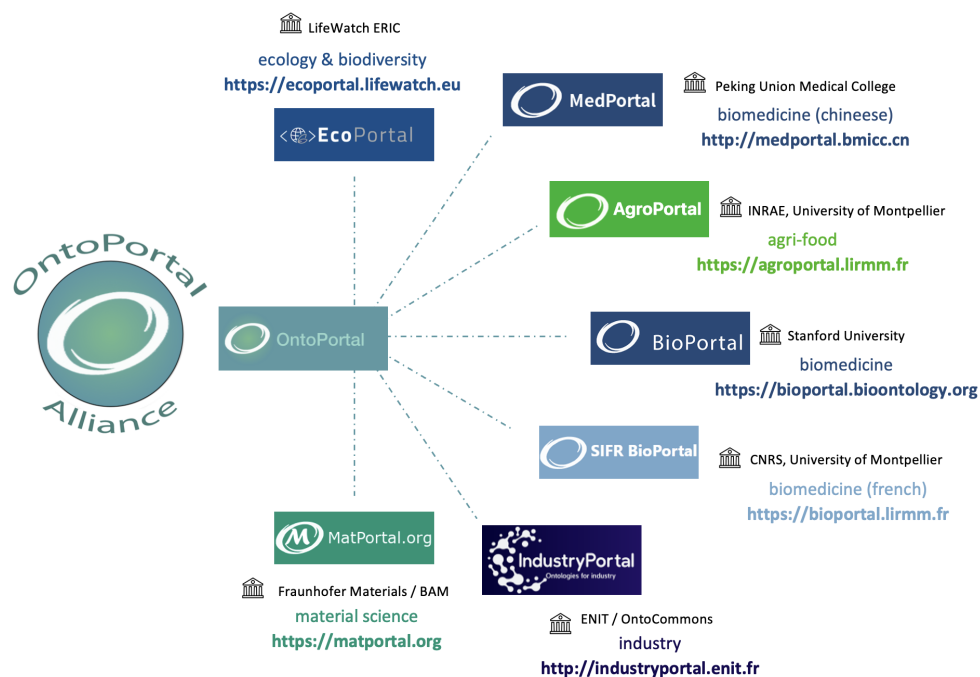 LifeWatch ERIC
ecology & biodiversity
https://ecoportal.lifewatch.eu
<>EcoPortal
MedPortal
Peking Union Medical College
biomedicine (chineese)
http://medportal.bmicc.cn
AgroPortal
INRAE, University of Montpellier
agri-food
https://agroportal.lirmm.fr
OntoPortal
Alliance
OntoPortal
BioPortal
Stanford University
biomedicine
https://bioportal.bioontology.org
SIFR BioPortal
CNRS, University of Montpellier
biomedicine (french)
https://bioportal.lirmm.fr
M MatPortal.org
Fraunhofer Materials / BAM
material science
https://matportal.org
IndustryPortal
Ontologies for industry
ENIT / OntoCommons
industry
http://industryportal.enit.fr